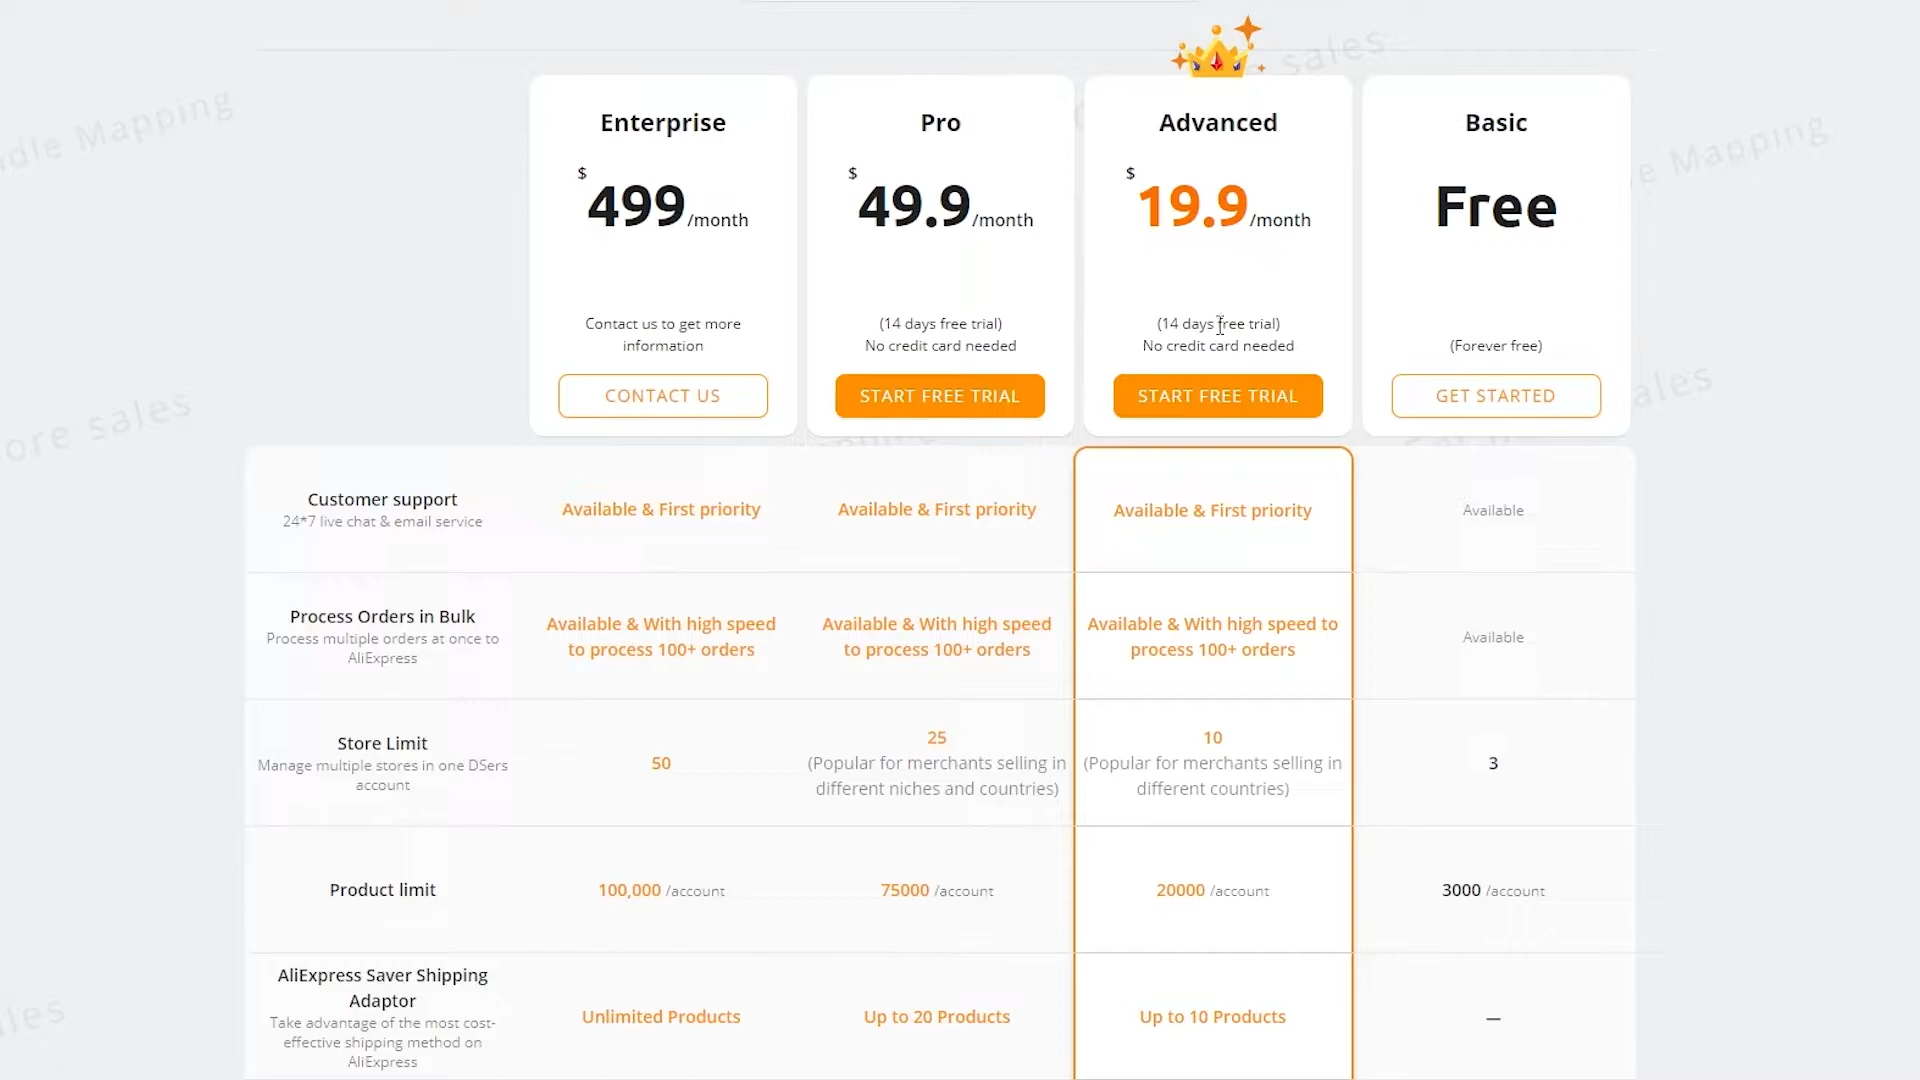 sales
ndle Mapping
e Mapping
Enterprise
Pro
Advanced
Basic
$ 499 /month
$ 49.9 /month
$ 19.9 /month
Free
Contact us to get more
information
(14 days free trial)
No credit card needed
(14 days free trial)
No credit card needed
(Forever free)
CONTACT US
START FREE TRIAL
START FREE TRIAL
GET STARTED
ore sales
ales
Customer support
24*7 live chat & email service
Available & First priority
Available & First priority
Available & First priority
Available
Process Orders in Bulk
Process multiple orders at once to
AliExpress
Available & With high speed
to process 100+ orders
Available & With high speed
to process 100+ orders
Available & With high speed to
process 100+ orders
Available
Store Limit
Manage multiple stores in one DSers
account
50
25
(Popular for merchants selling in
different niches and countries)
10
(Popular for merchants selling in
different countries)
3
Product limit
100,000 /account
75000 /account
20000 /account
3000 /account
AliExpress Saver Shipping
Adaptor
Take advantage of the most cost-
effective shipping method on
AliExpress
Unlimited Products
Up to 20 Products
Up to 10 Products
—
ales